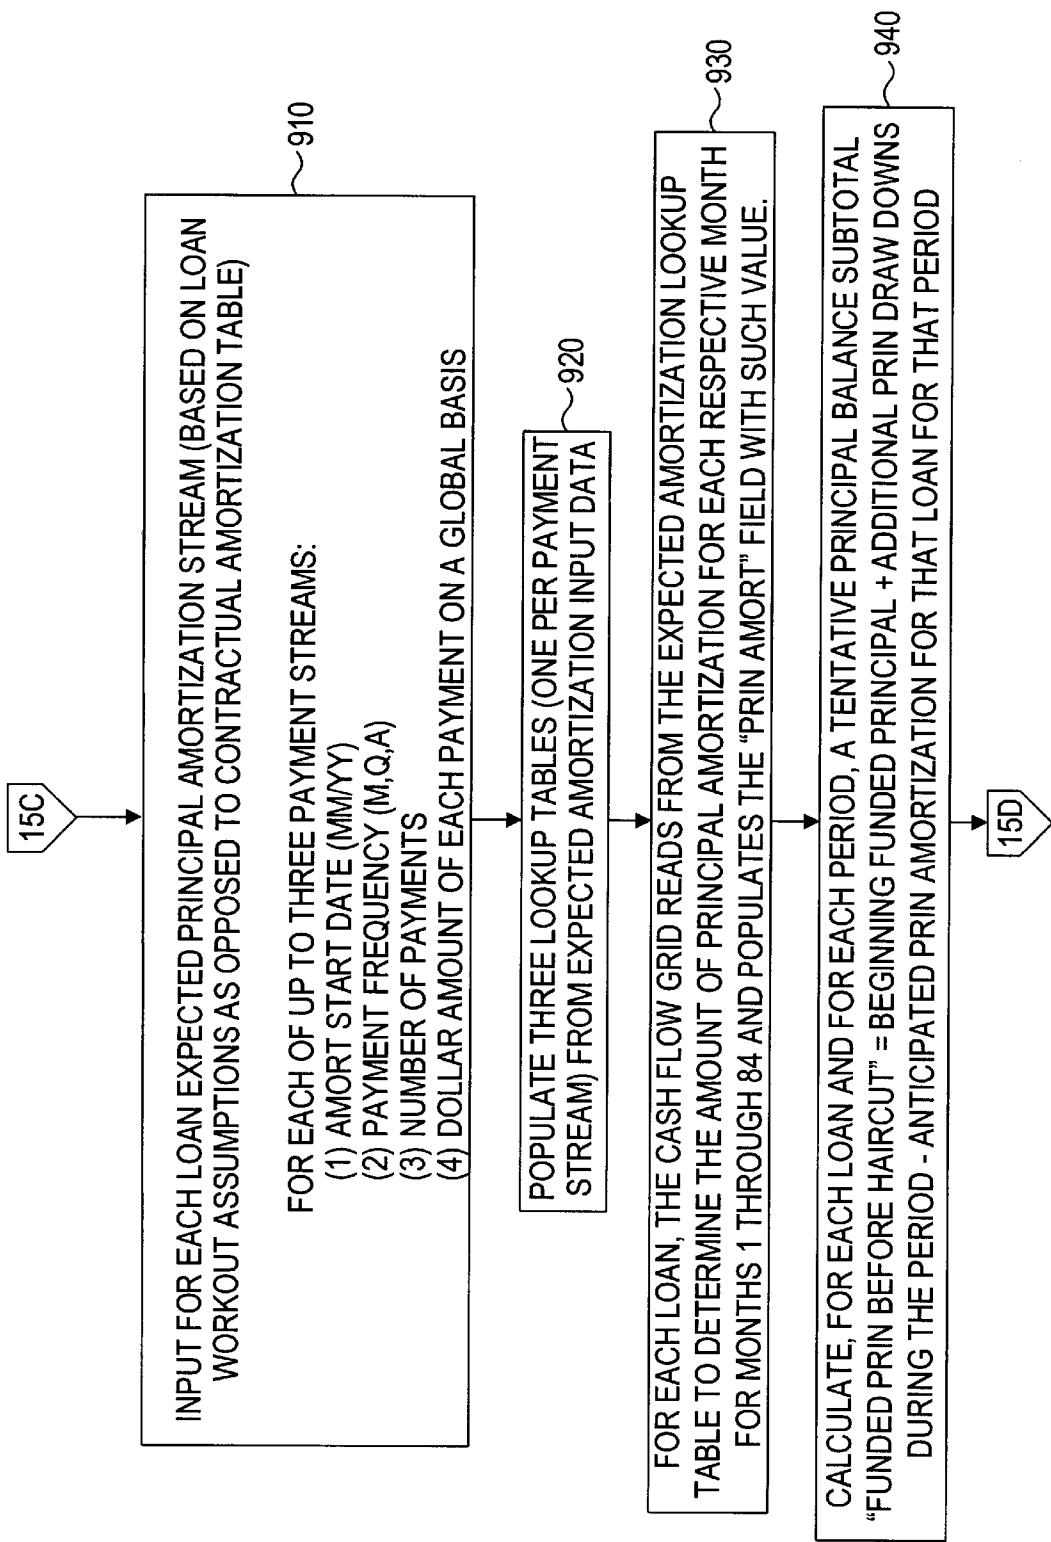 15C
INPUT FOR EACH LOAN EXPECTED PRINCIPAL AMORTIZATION STREAM (BASED ON LOAN
WORKOUT ASSUMPTIONS AS OPPOSED TO CONTRACTUAL AMORTIZATION TABLE)
FOR EACH OF UP TO THREE PAYMENT STREAMS:
(1) AMORT START DATE (MM/YY)
(2) PAYMENT FREQUENCY (M,Q,A)
(3) NUMBER OF PAYMENTS
(4) DOLLAR AMOUNT OF EACH PAYMENT ON A GLOBAL BASIS
910
POPULATE THREE LOOKUP TABLES (ONE PER PAYMENT
STREAM) FROM EXPECTED AMORTIZATION INPUT DATA
920
FOR EACH LOAN, THE CASH FLOW GRID READS FROM THE EXPECTED AMORTIZATION LOOKUP
TABLE TO DETERMINE THE AMOUNT OF PRINCIPAL AMORTIZATION FOR EACH RESPECTIVE MONTH
FOR MONTHS 1 THROUGH 84 AND POPULATES THE "PRIN AMORT" FIELD WITH SUCH VALUE.
930
CALCULATE, FOR EACH LOAN AND FOR EACH PERIOD, A TENTATIVE PRINCIPAL BALANCE SUBTOTAL
"FUNDED PRIN BEFORE HAIRCUT" = BEGINNING FUNDED PRINCIPAL + ADDITIONAL PRIN DRAW DOWNS
DURING THE PERIOD - ANTICIPATED PRIN AMORTIZATION FOR THAT LOAN FOR THAT PERIOD
940
15D